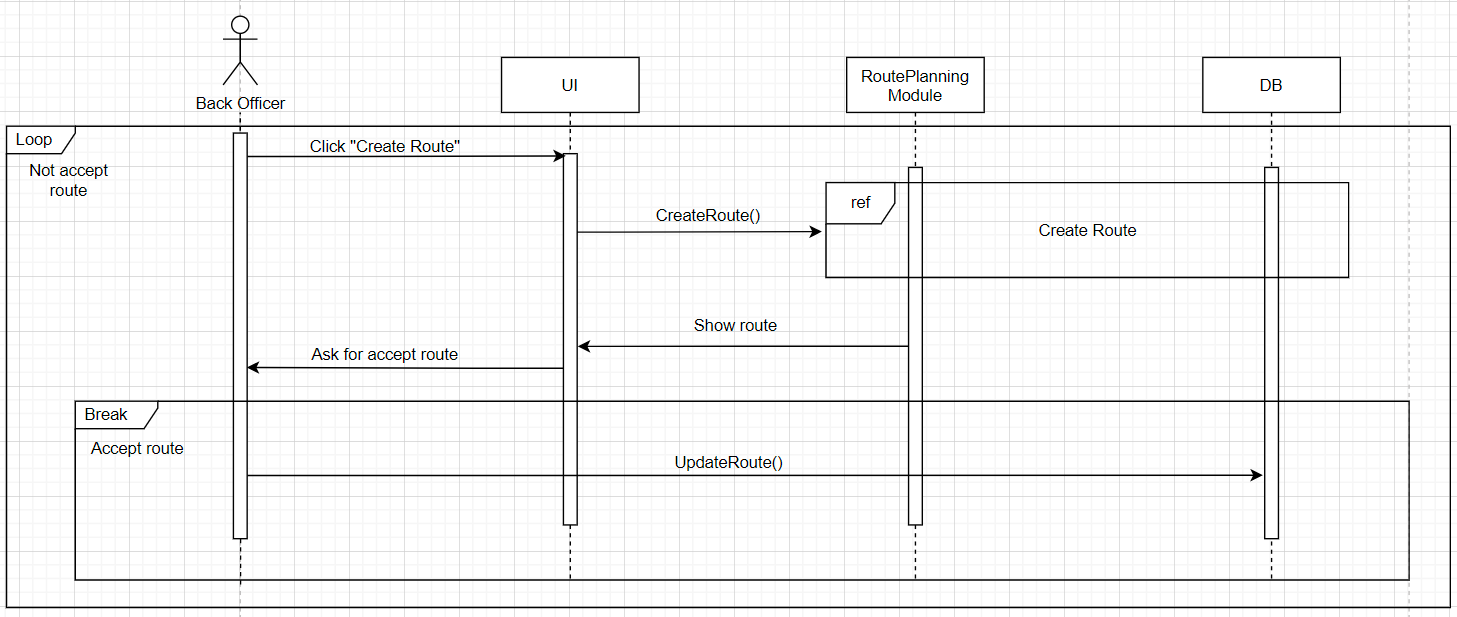 Back Officer
UI
RoutePlanning
Module
DB
Loop
Not accept
route
Click "Create Route"
CreateRoute()
ref
Create Route
Show route
Ask for accept route
Break
Accept route
UpdateRoute()